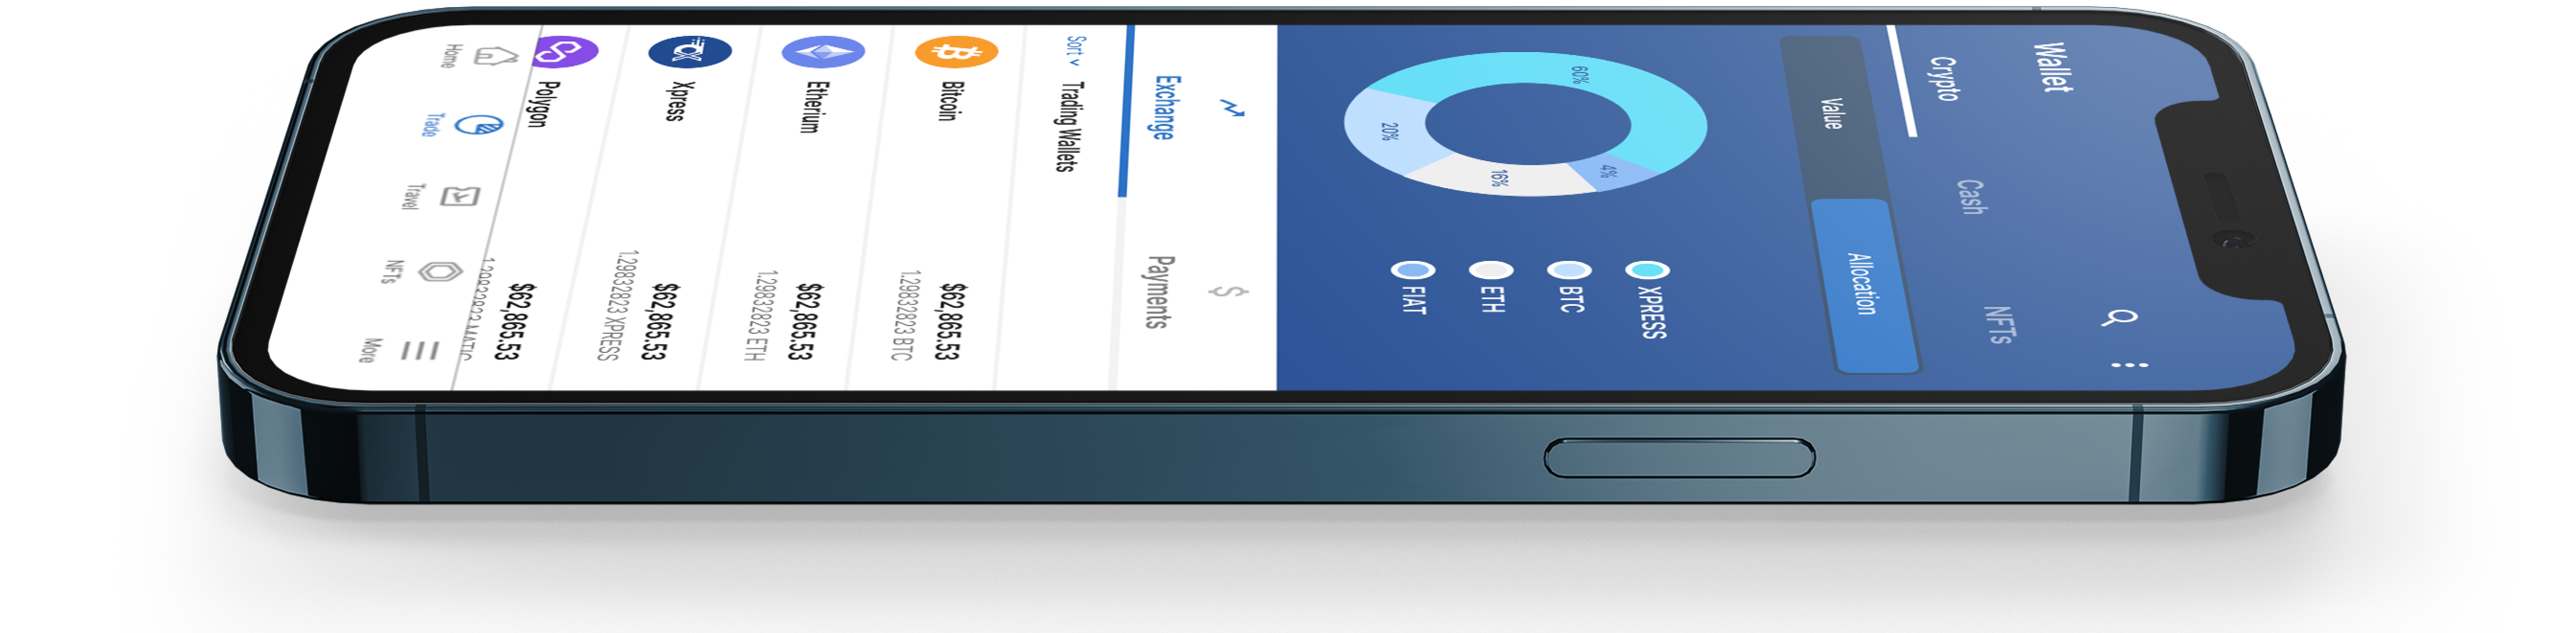 Wallet
Crypto
Cash
NFTs
Value
Allocation
60%
4%
20%
16%
XPRESS
BTC
ETH
FIAT
Exchange
Payments
Sort
Trading Wallets
Bitcoin
$62,865.53
1.29832823 BTC
Etherium
$62,865.53
1.29832823 ETH
Xpress
$62,865.53
1.29832823 XPRESS
Polygon
$62,865.53
1.29832823 MATIC
Home
Trade
Travel
NFTs
More